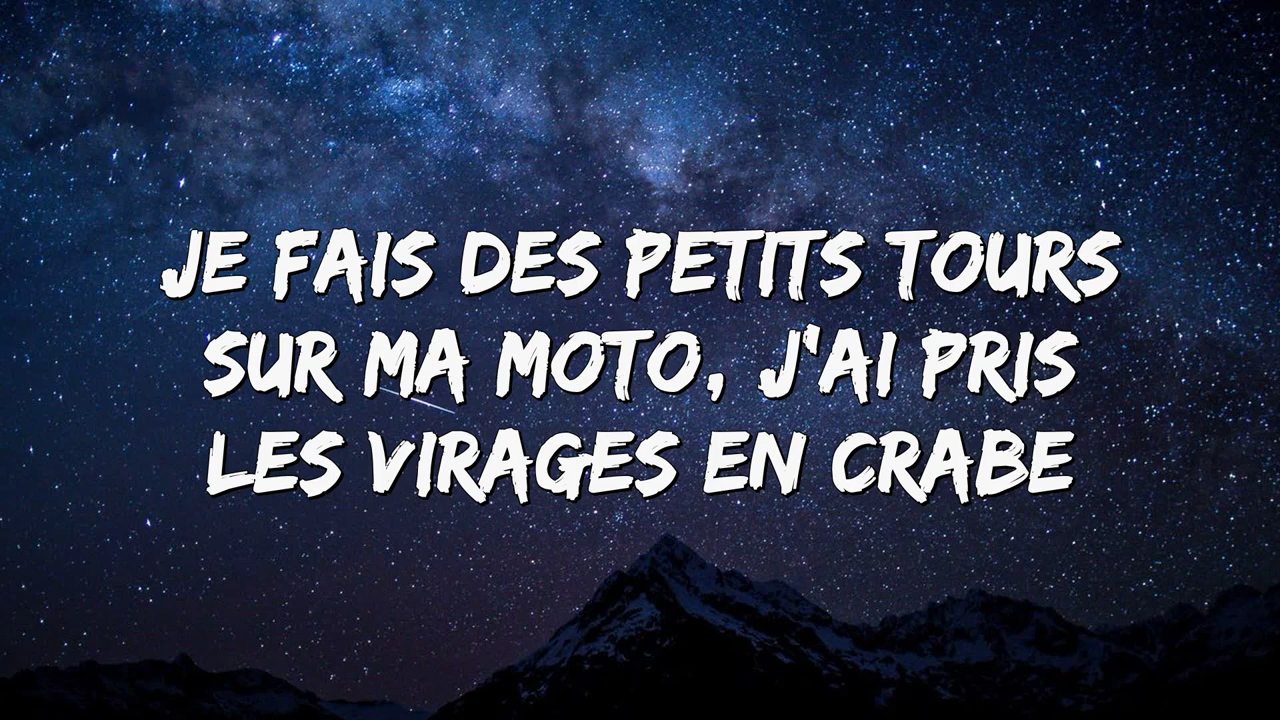 JE FAIS DES PETITS TOURS
SUR MA MOTO, J'AI PRIS
LES VIRAGES EN CRABE